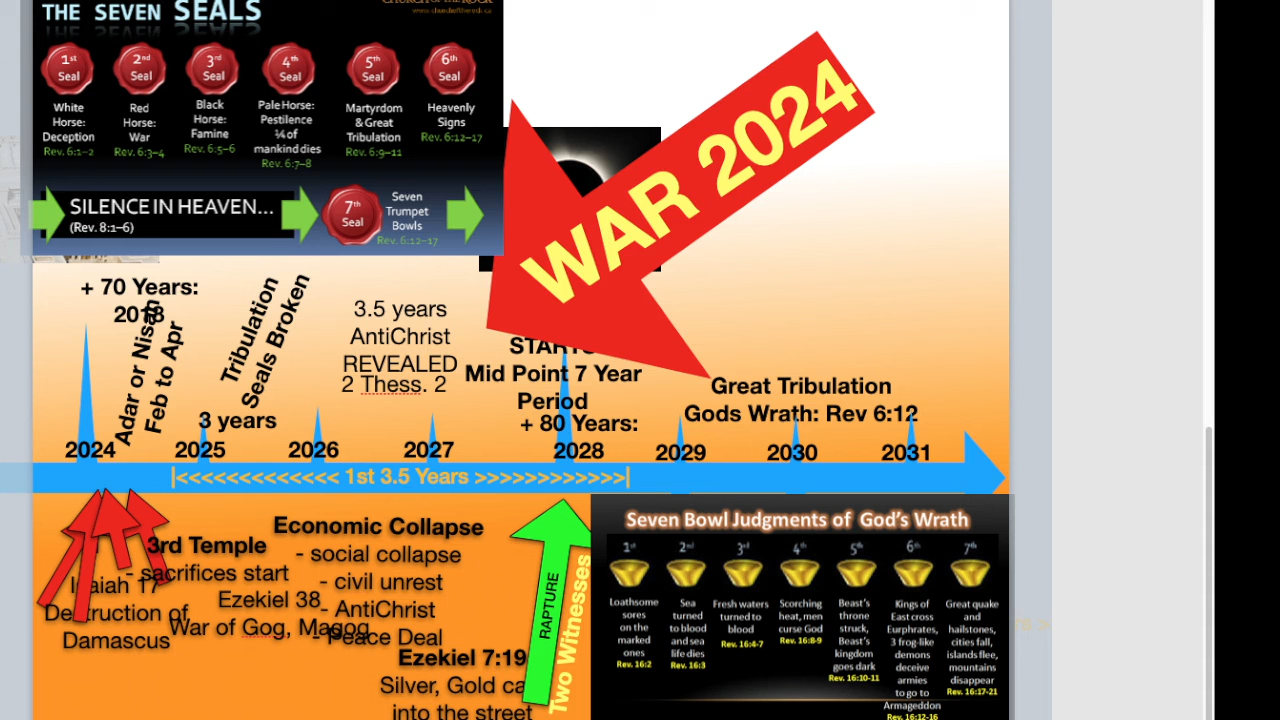 THE SEVEN SEALS
www.churchoftherock.ca
1st
Seal
2nd
Seal
3rd
Seal
4th
Seal
5th
Seal
6th
Seal
White
Horse:
Deception
Rev. 6:1-2
Red
Horse:
War
Rev. 6:3-4
Black
Horse:
Famine
Rev. 6:5-6
Pale Horse:
Pestilence
¼ of
mankind dies
Rev. 6:7-8
Martyrdom
& Great
Tribulation
Rev. 6:9-11
Heavenly
Signs
Rev. 6:12-17
SILENCE IN HEAVEN...
(Rev. 8:1-6)
7th
Seal
Seven
Trumpet
Bowls
Rev. 6:12-17
WAR 2024
+ 70 Years:
2018
Adar or Nisan
Feb to Apr
Tribulation
Seals Broken
3 years
3.5 years
AntiChrist
REVEALED
2 Thess. 2
START
Mid Point 7 Year
Period
+ 80 Years:
Great Tribulation
Gods Wrath: Rev 6:12
2024
2025
2026
2027
2028
2029
2030
2031
|<<<<<<<<<<<<< 1st 3.5 Years >>>>>>>>>>>>|
3rd Temple
- sacrifices start
Ezekiel 38
War of Gog, Magog
Isaiah 17
Destruction of
Damascus
Economic Collapse
- social collapse
- civil unrest
- AntiChrist
- Peace Deal
Ezekiel 7:19
Silver, Gold ca
into the street
RAPTURE
Two Witnesses
Seven Bowl Judgments of God's Wrath
1st
2nd
3rd
4th
5th
6th
7th
Loathsome
sores
on the
marked
ones
Rev. 16:2
Sea
turned
to blood
and sea
life dies
Rev. 16:3
Fresh waters
turned to
blood
Rev. 16:4-7
Scorching
heat, men
curse God
Rev. 16:8-9
Beast's
throne
struck,
Beast's
kingdom
goes dark
Rev. 16:10-11
Kings of
East cross
Eurphrates,
3 frog-like
demons
deceive
armies
to go to
Armageddon
Rev. 16:12-16
Great quake
and
hailstones,
cities fall,
islands flee,
mountains
disappear
Rev. 16:17-21